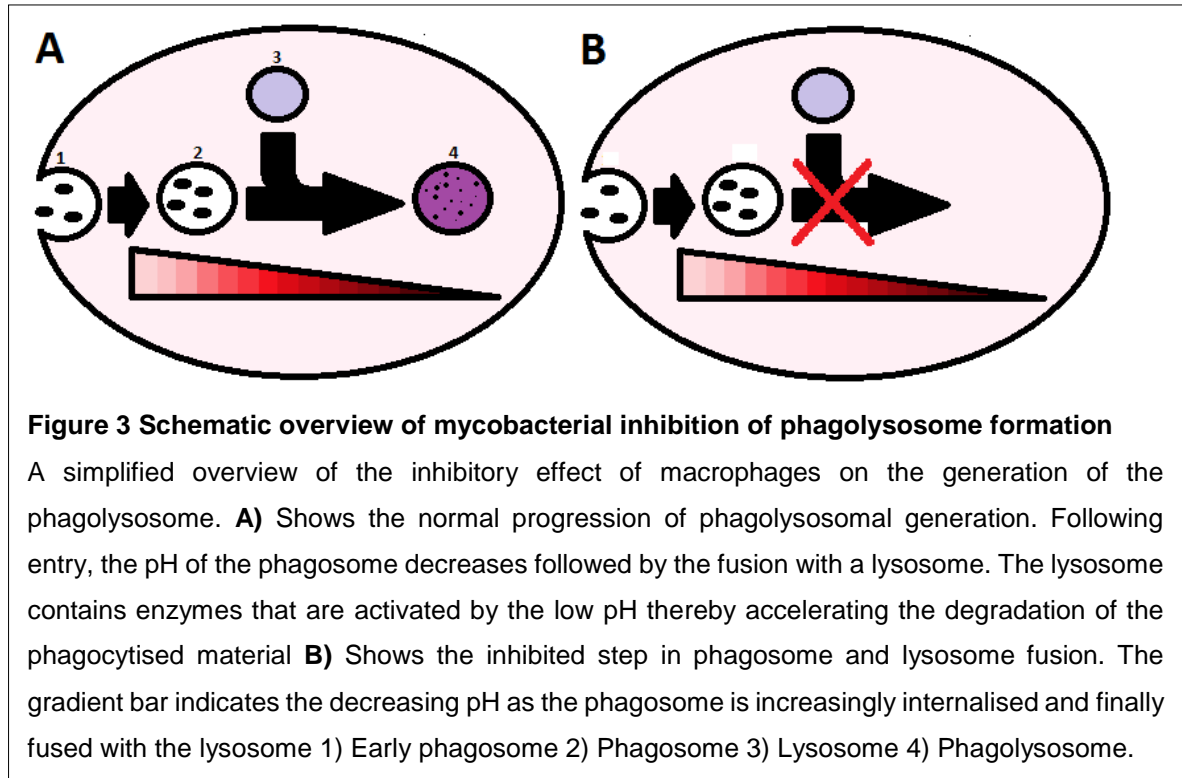 A
B
3
1
2
4
Figure 3 Schematic overview of mycobacterial inhibition of phagolysosome formation
A simplified overview of the inhibitory effect of macrophages on the generation of the
phagolysosome. A) Shows the normal progression of phagolysosomal generation. Following
entry, the pH of the phagosome decreases followed by the fusion with a lysosome. The lysosome
contains enzymes that are activated by the low pH thereby accelerating the degradation of the
phagocytised material B) Shows the inhibited step in phagosome and lysosome fusion. The
gradient bar indicates the decreasing pH as the phagosome is increasingly internalised and finally
fused with the lysosome 1) Early phagosome 2) Phagosome 3) Lysosome 4) Phagolysosome.